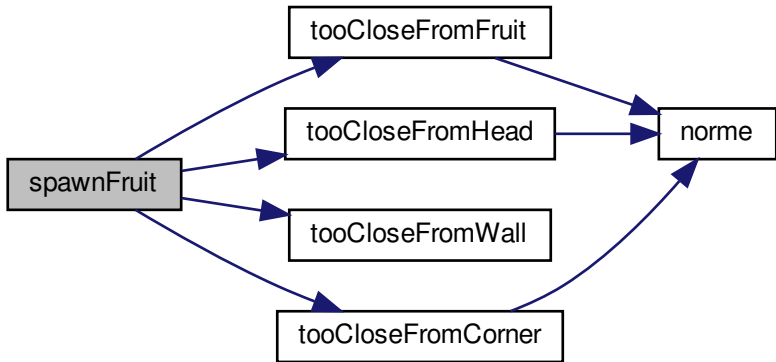 tooCloseFromFruit
tooCloseFromHead
norme
spawnFruit
tooCloseFromWall
tooCloseFromCorner